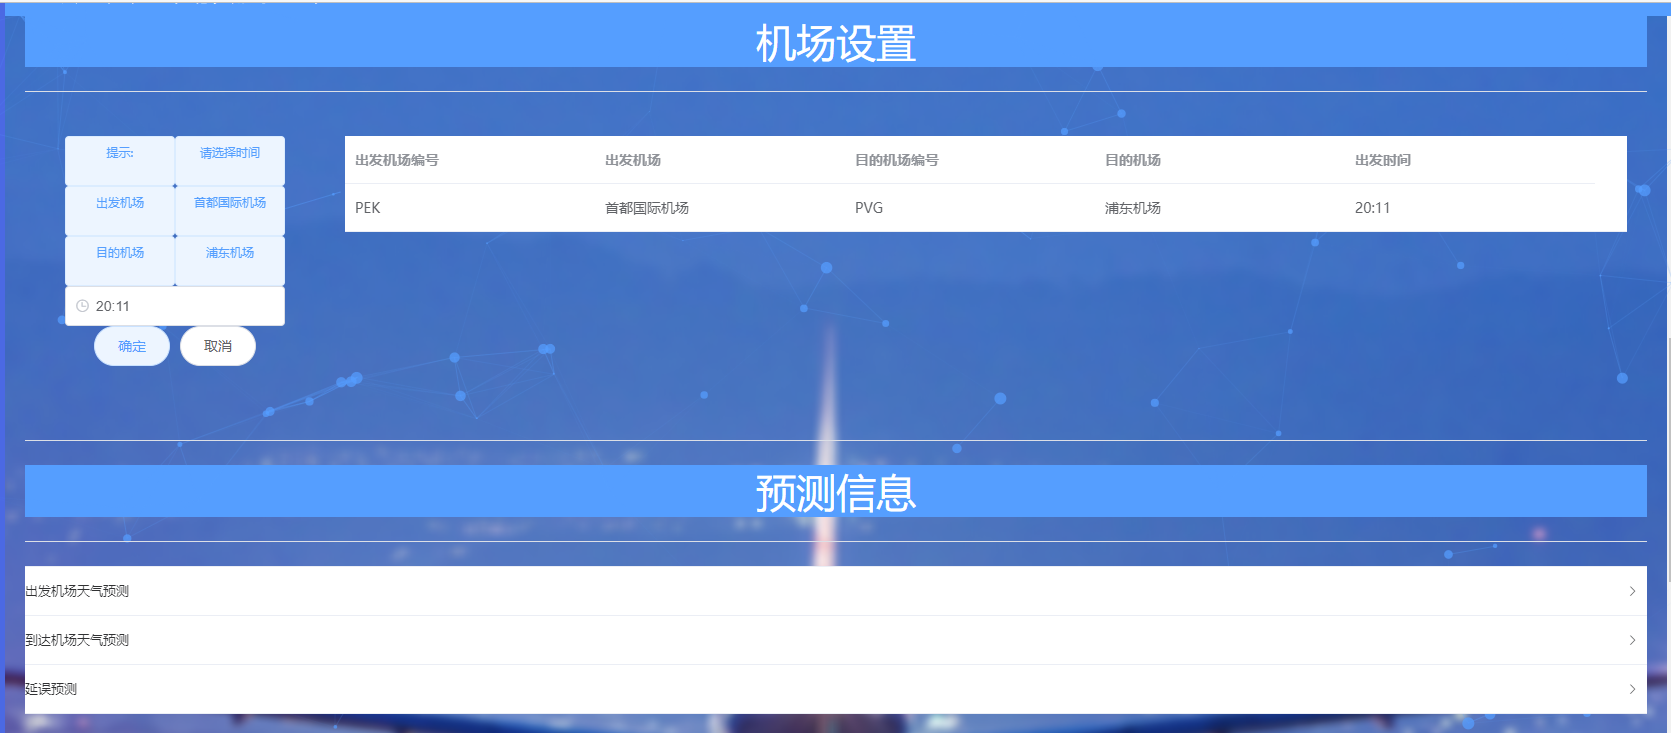 机场设置
提示: 请选择时间
出发机场 首都国际机场
目的机场 浦东机场
20:11
确定 取消
出发机场编号 出发机场 目的机场编号 目的机场 出发时间
PEK 首都国际机场 PVG 浦东机场 20:11
预测信息
出发机场天气预测
到达机场天气预测
延误预测